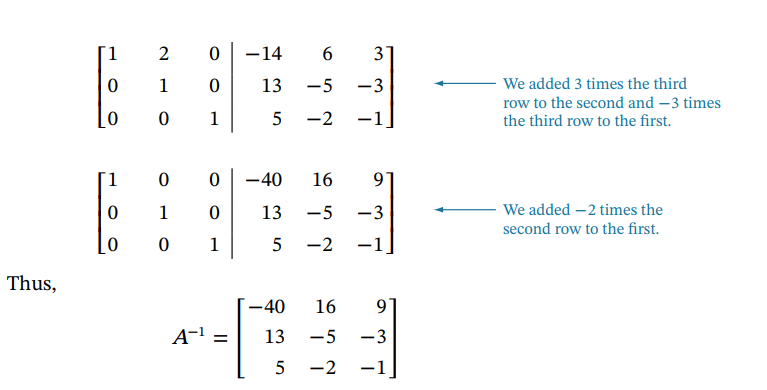 1 2 0 | −14 6 3
0 1 0 | 13 −5 −3
0 0 1 | 5 −2 −1
We added 3 times the third
row to the second and −3 times
the third row to the first.
1 0 0 | −40 16 9
0 1 0 | 13 −5 −3
0 0 1 | 5 −2 −1
We added −2 times the
second row to the first.
Thus,
−40 16 9
A⁻¹ = 13 −5 −3
5 −2 −1